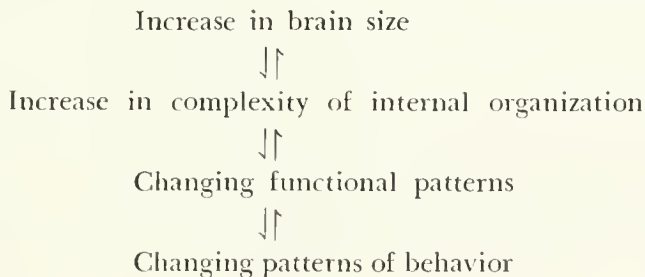 Increase in brain size
Increase in complexity of internal organization
Changing functional patterns
Changing patterns of behavior